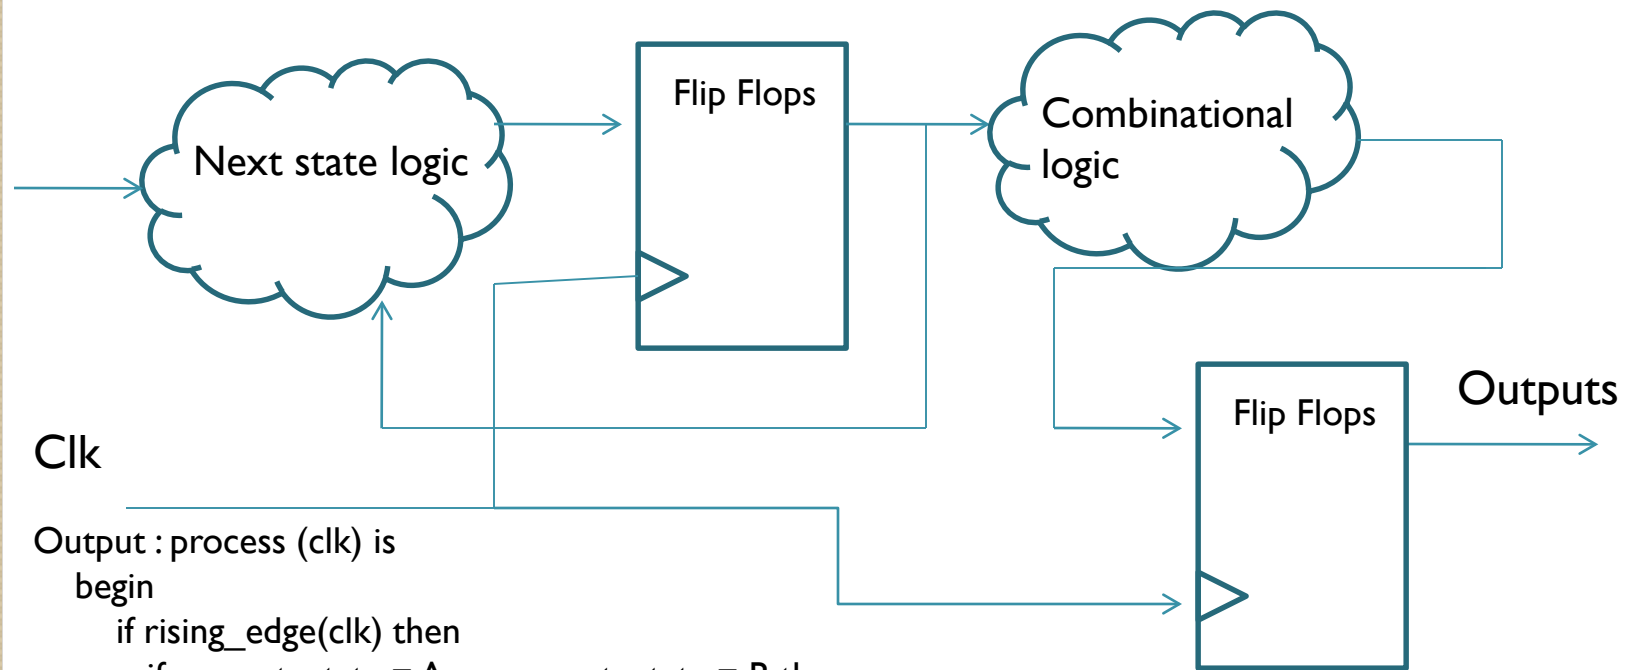 Flip Flops
Combinational
logic
Next state logic
Outputs
Flip Flops
Clk
Output : process (clk) is
begin
if rising_edge(clk) then